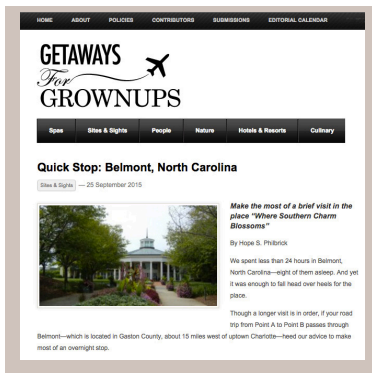 HOME ABOUT POLICIES CONTRIBUTORS SUBMISSIONS EDITORIAL CALENDAR
GETAWAYS
For
GROWNUPS
Spas Sites & Sights People Nature Hotels & Resorts Culinary
Quick Stop: Belmont, North Carolina
Sites & Sights — 25 September 2015
Make the most of a brief visit in the
place "Where Southern Charm
Blossoms"
By Hope S. Philbrick
We spent less than 24 hours in Belmont,
North Carolina—eight of them asleep. And yet
it was enough to fall head over heels for the
place.
Though a longer visit is in order, if your road
trip from Point A to Point B passes through
Belmont—which is located in Gaston County, about 15 miles west of uptown Charlotte—heed our advice to make
most of an overnight stop.